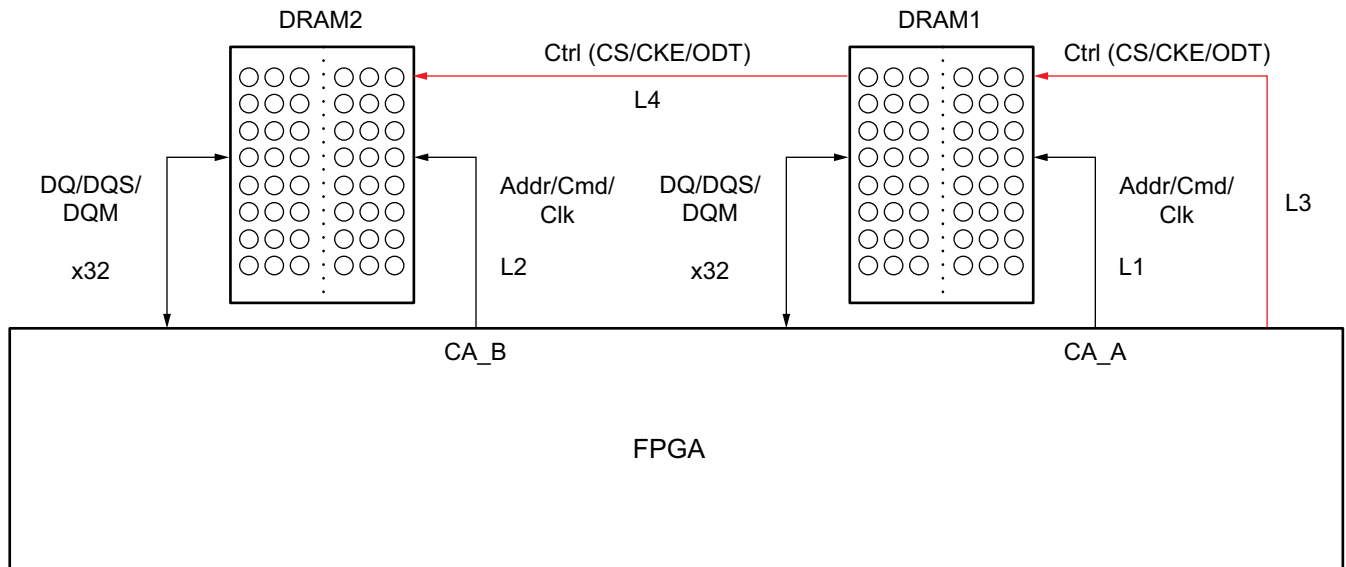 DRAM2
DRAM1
Ctrl (CS/CKE/ODT)
Ctrl (CS/CKE/ODT)
L4
DQ/DQS/
DQM
Addr/Cmd/
Clk
DQ/DQS/
DQM
Addr/Cmd/
Clk
L3
x32
L2
x32
L1
CA_B
CA_A
FPGA